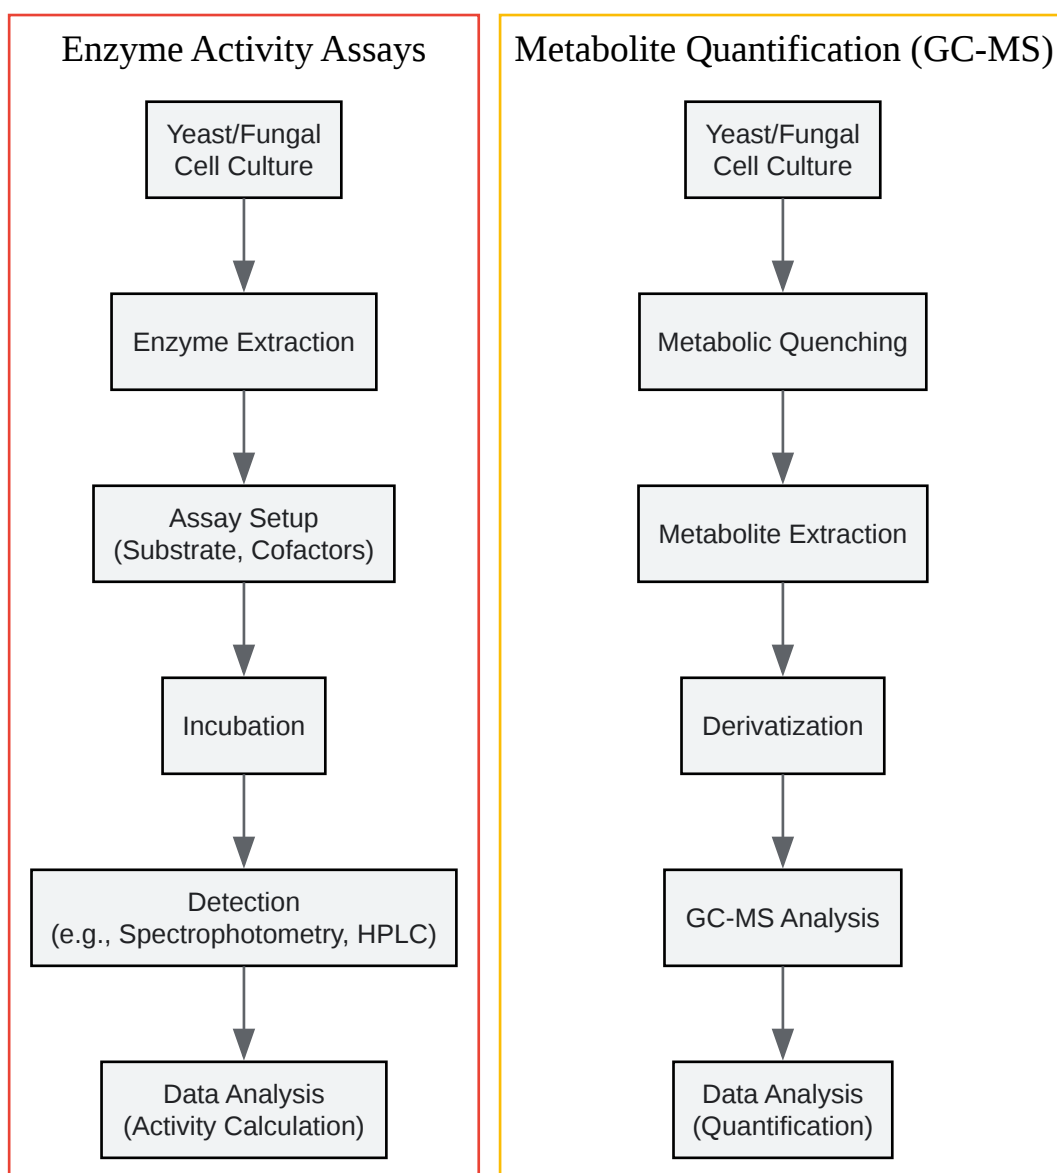 Enzyme Activity Assays
Yeast/Fungal
Cell Culture
Enzyme Extraction
Assay Setup
(Substrate, Cofactors)
Incubation
Detection
(e.g., Spectrophotometry, HPLC)
Data Analysis
(Activity Calculation)
Metabolite Quantification (GC-MS)
Yeast/Fungal
Cell Culture
Metabolic Quenching
Metabolite Extraction
Derivatization
GC-MS Analysis
Data Analysis
(Quantification)